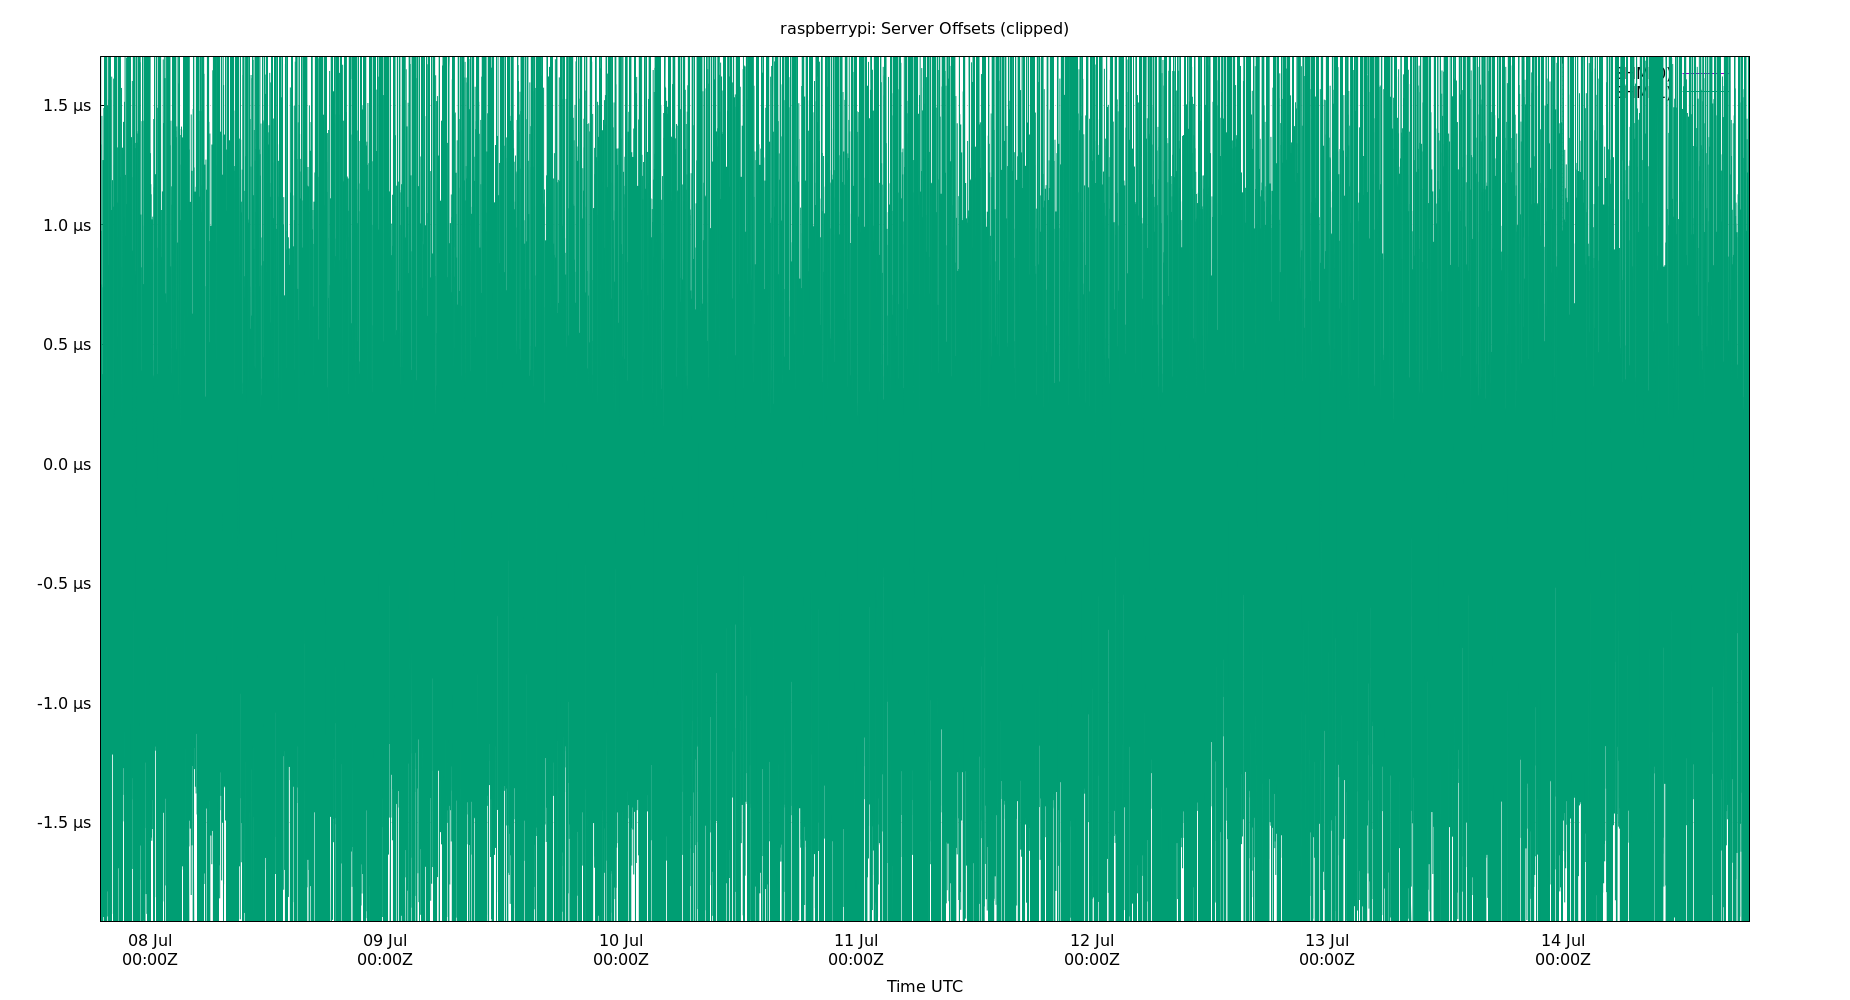 raspberrypi: Server Offsets (clipped)
1.5 µs
1.0 µs
0.5 µs
0.0 µs
-0.5 µs
-1.0 µs
-1.5 µs
08 Jul 09 Jul 10 Jul 11 Jul 12 Jul 13 Jul 14 Jul
00:00Z 00:00Z 00:00Z 00:00Z 00:00Z 00:00Z 00:00Z
Time UTC